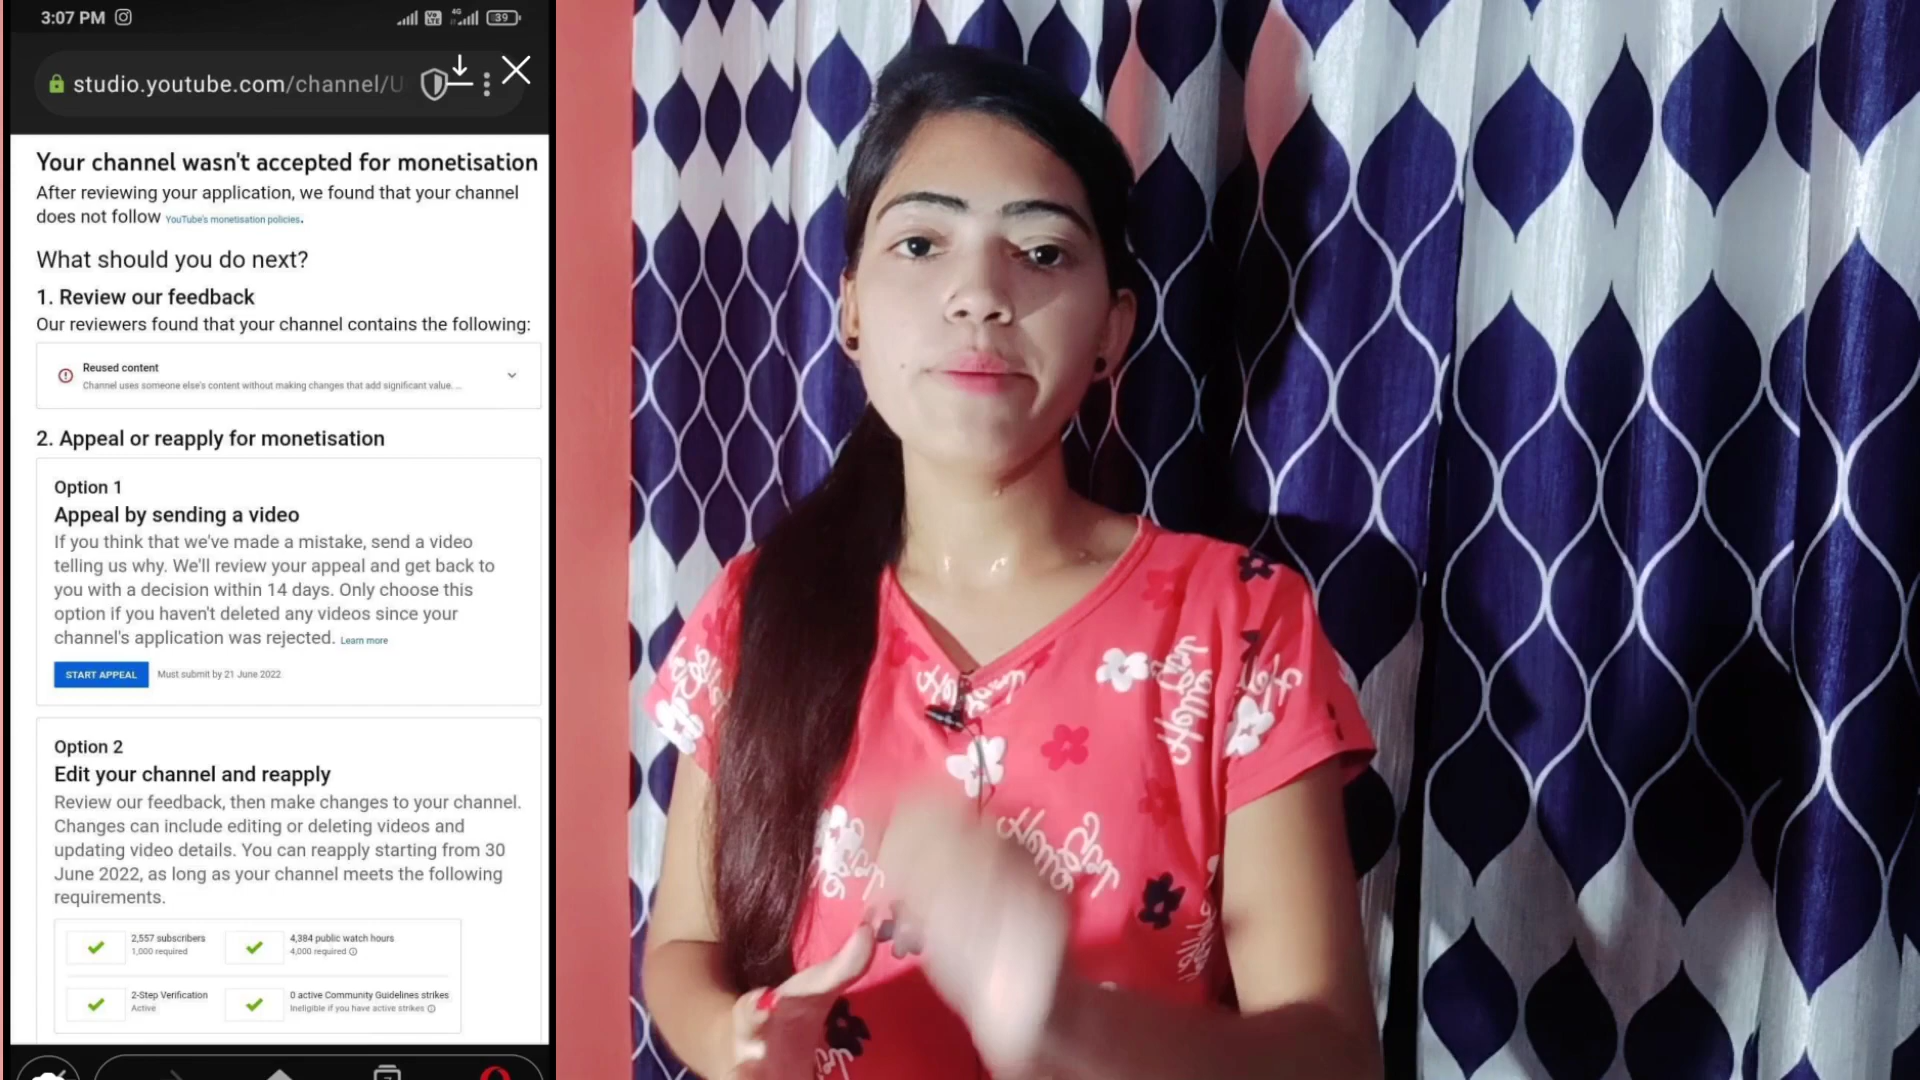 3:07 PM
4G
39
studio.youtube.com/channel/U
Your channel wasn't accepted for monetisation
After reviewing your application, we found that your channel
does not follow YouTube's monetisation policies.
What should you do next?
1. Review our feedback
Our reviewers found that your channel contains the following:
Reused content
Channel uses someone else's content without making changes that add significant value. ...
2. Appeal or reapply for monetisation
Option 1
Appeal by sending a video
If you think that we've made a mistake, send a video
telling us why. We'll review your appeal and get back to
you with a decision within 14 days. Only choose this
option if you haven't deleted any videos since your
channel's application was rejected. Learn more
START APPEAL Must submit by 21 June 2022
Option 2
Edit your channel and reapply
Review our feedback, then make changes to your channel.
Changes can include editing or deleting videos and
updating video details. You can reapply starting from 30
June 2022, as long as your channel meets the following
requirements.
2,557 subscribers
1,000 required
4,384 public watch hours
4,000 required
2-Step Verification
Active
0 active Community Guidelines strikes
Ineligible if you have active strikes